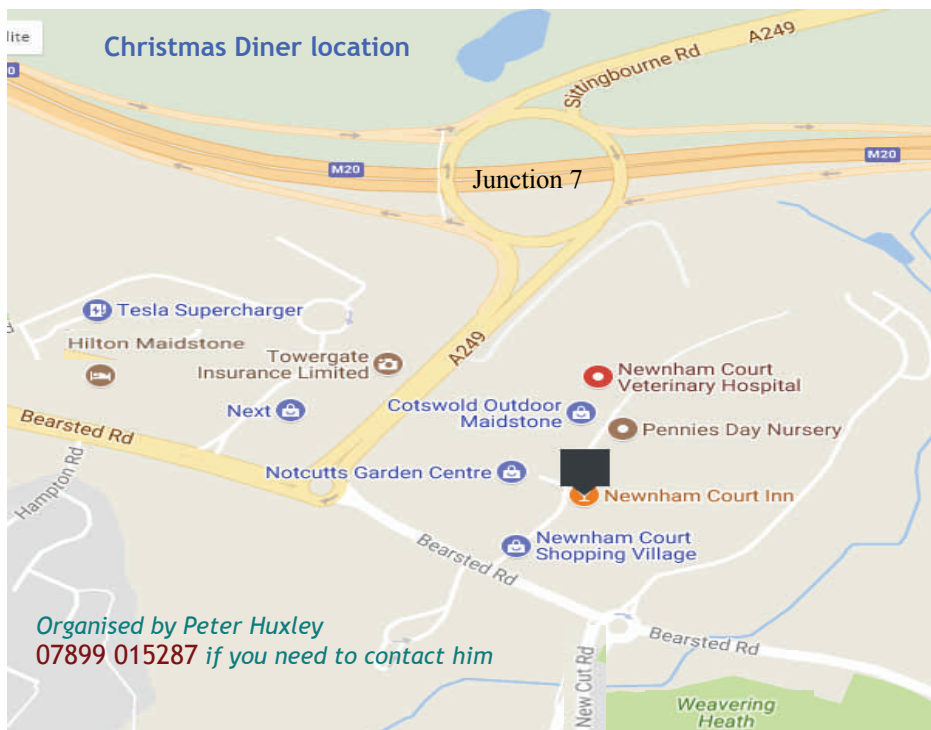 lite
Christmas Diner location
A249
Sittingbourne Rd
M20
Junction 7
M20
Tesla Supercharger
Hilton Maidstone
Towergate
Insurance Limited
A249
Next
Newnham Court
Veterinary Hospital
Cotswold Outdoor
Maidstone
Pennies Day Nursery
Bearsted Rd
Hampton Rd
Notcutts Garden Centre
Newnham Court Inn
Newnham Court
Shopping Village
Bearsted Rd
Bearsted Rd
New Cut Rd
Weavering
Heath
Organised by Peter Huxley
07899 015287 if you need to contact him